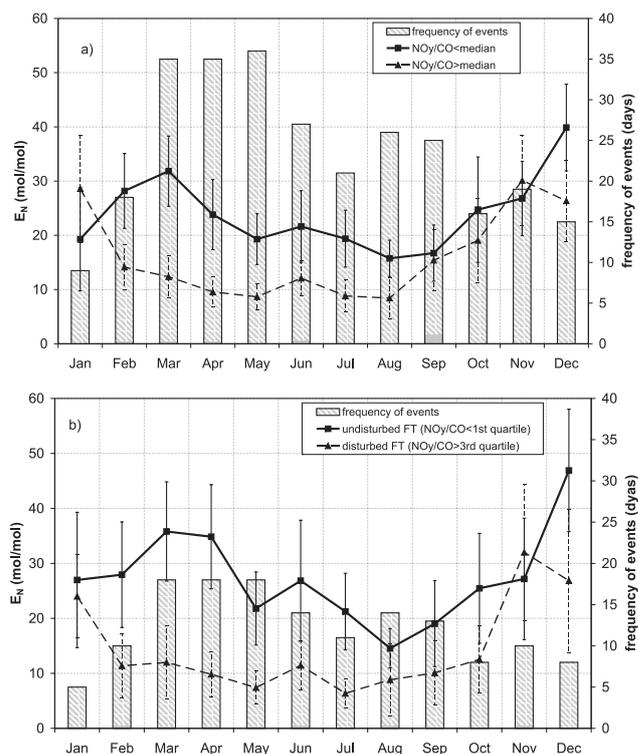 60
40
a)
frequency of events
NOy/CO<median
NOy/CO>median
50
35
40
30
30
25
20
20
15
10
10
5
0
0
E_N (mol/mol)
frequency of events (days)
Jan Feb Mar Apr May Jun Jul Aug Sep Oct Nov Dec
60
40
b)
frequency of events
undisturbed FT (NOy/CO<1st quartile)
disturbed FT (NOy/CO>3rd quartile)
50
35
40
30
30
25
20
20
15
10
10
5
0
0
E_N (mol/mol)
frequency of events (dyas)
Jan Feb Mar Apr May Jun Jul Aug Sep Oct Nov Dec